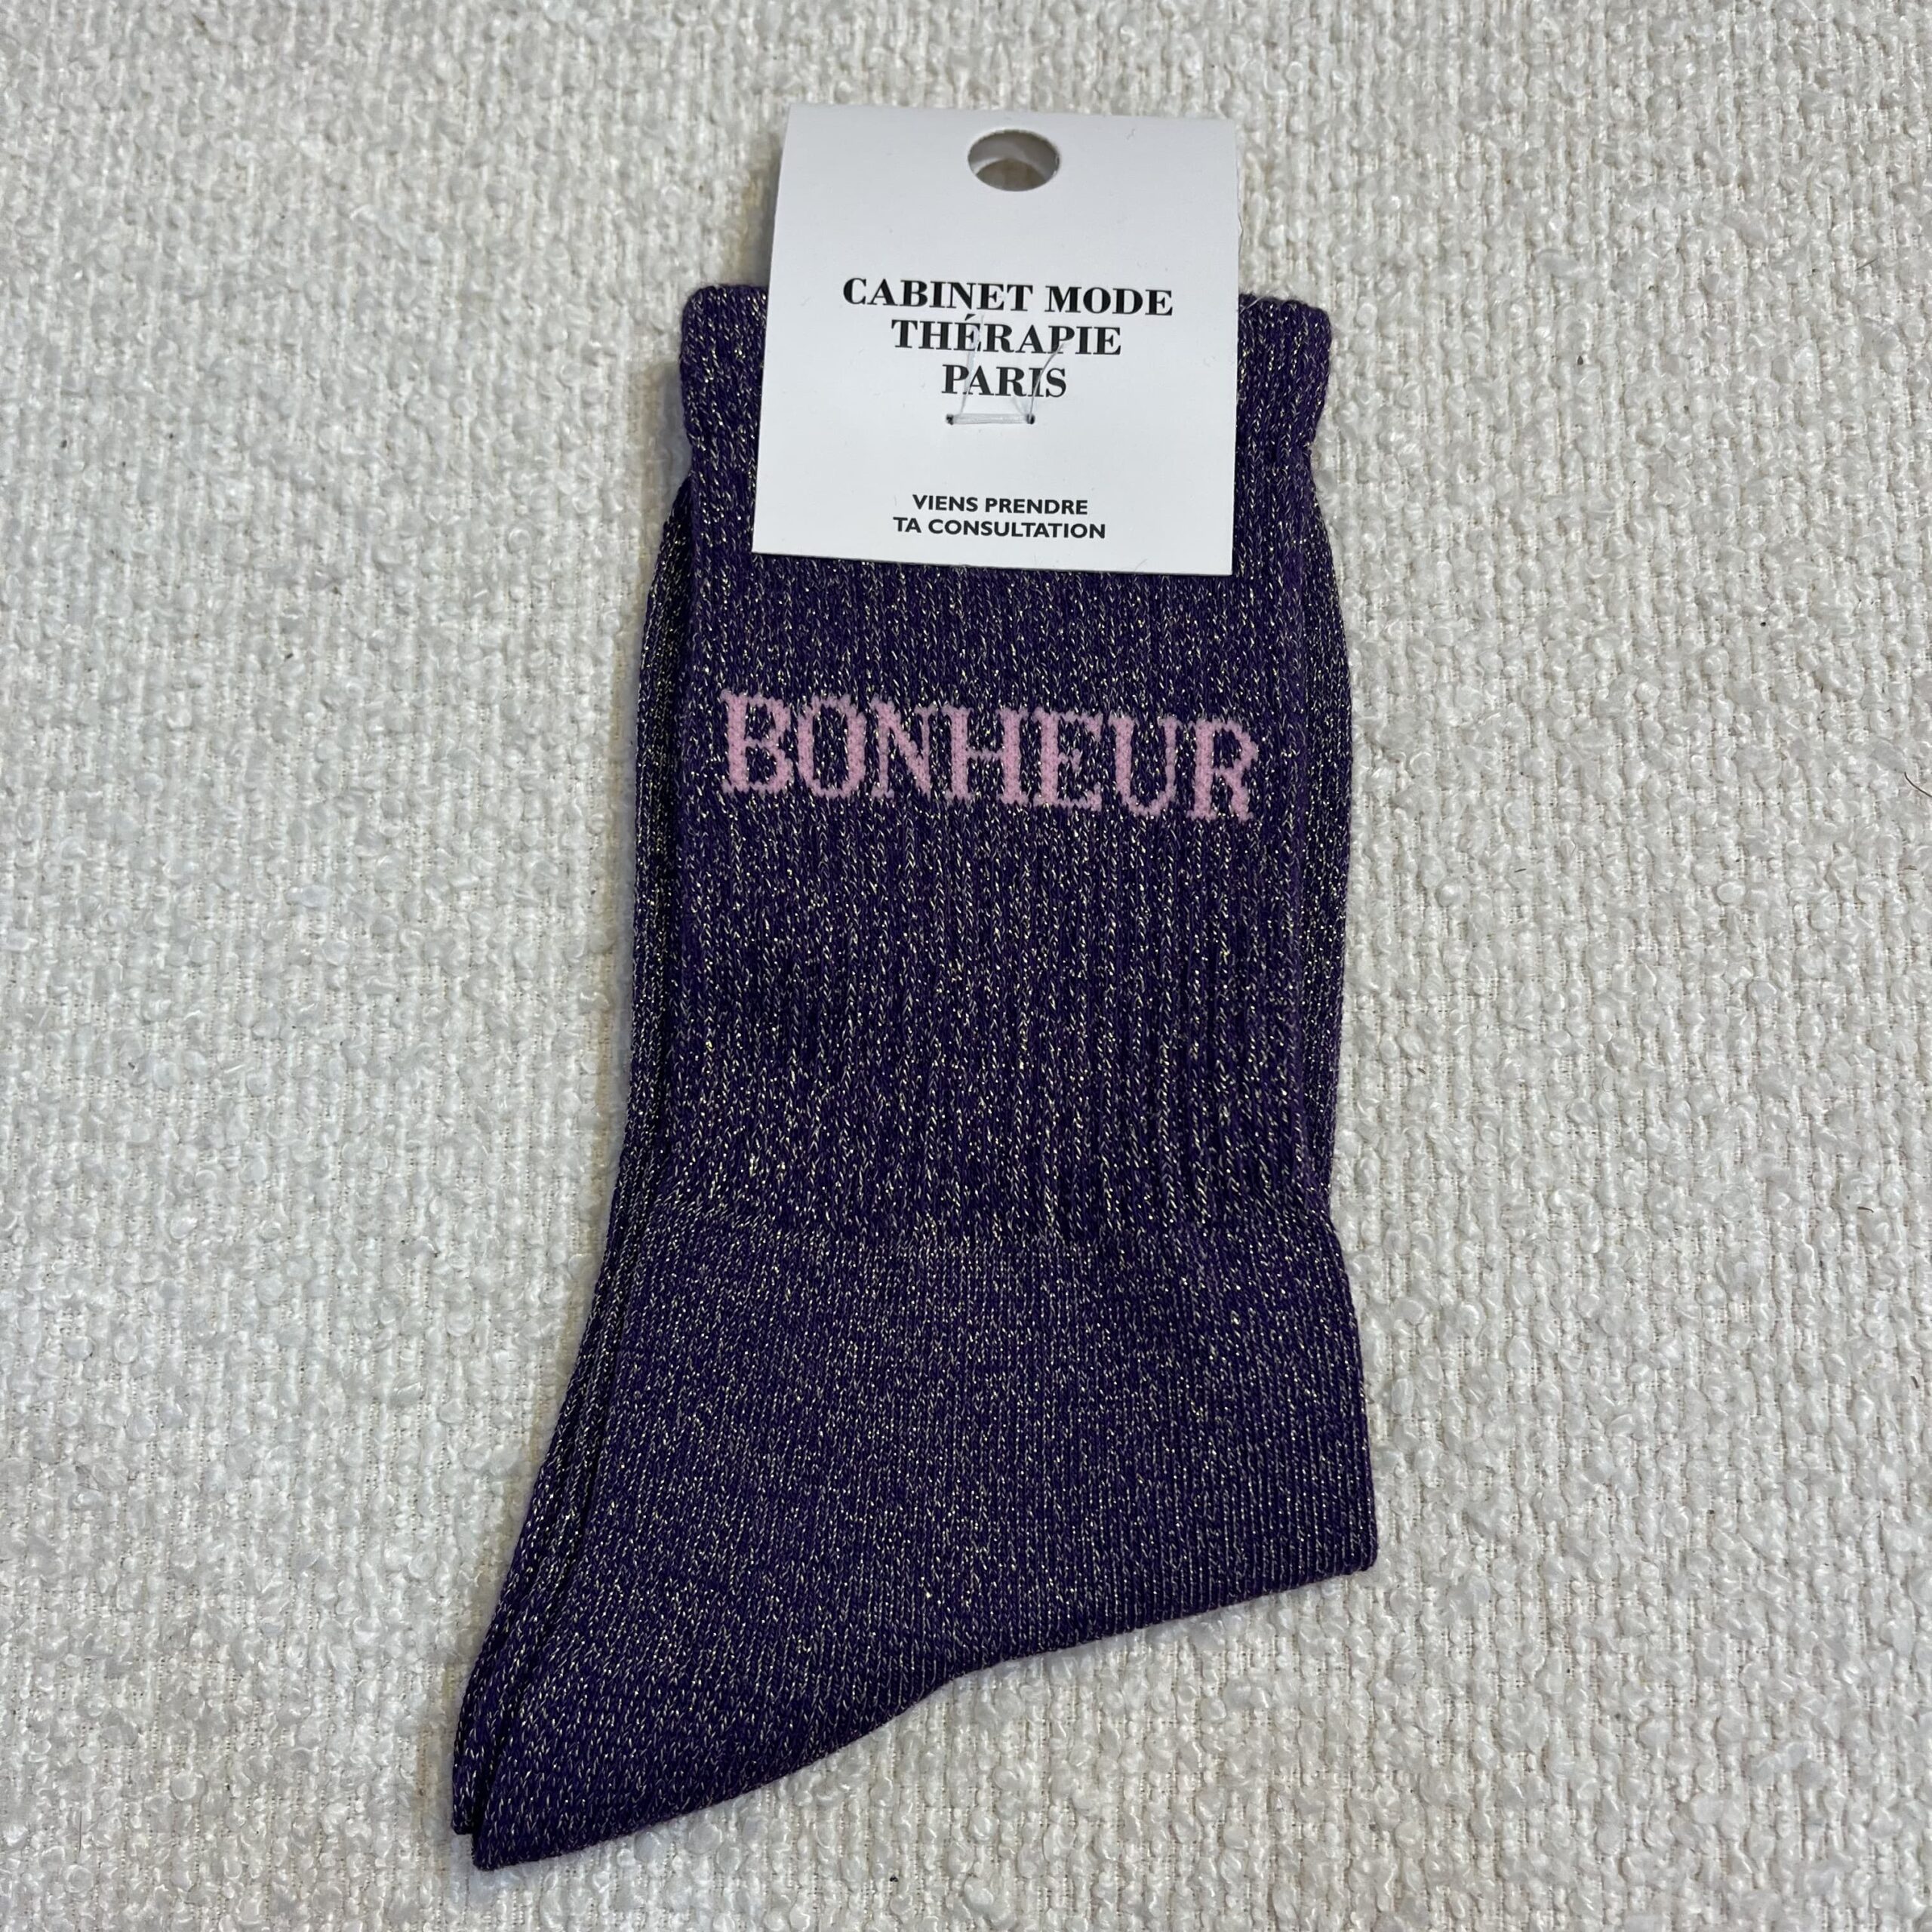 CABINET MODE
THÉRAPIE
PARIS
VIENS PRENDRE
TA CONSULTATION
BONHEUR